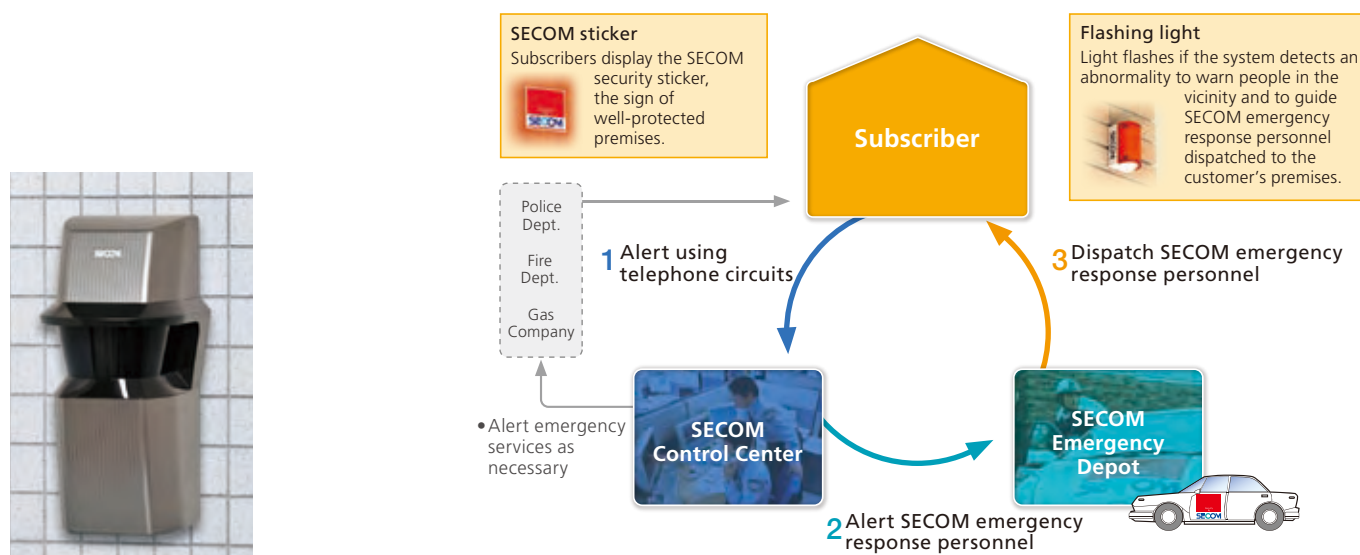 SECOM
SECOM sticker
Subscribers display the SECOM
security sticker,
the sign of
well-protected
premises.
SECOM
Subscriber
Flashing light
Light flashes if the system detects an
abnormality to warn people in the
vicinity and to guide
SECOM emergency
response personnel
dispatched to the
customer’s premises.
SECOM
Police
Dept.
Fire
Dept.
Gas
Company
1 Alert using
telephone circuits
3 Dispatch SECOM emergency
response personnel
•Alert emergency
services as
necessary
SECOM
Control Center
SECOM
Emergency
Depot
SECOM
2 Alert SECOM emergency
response personnel